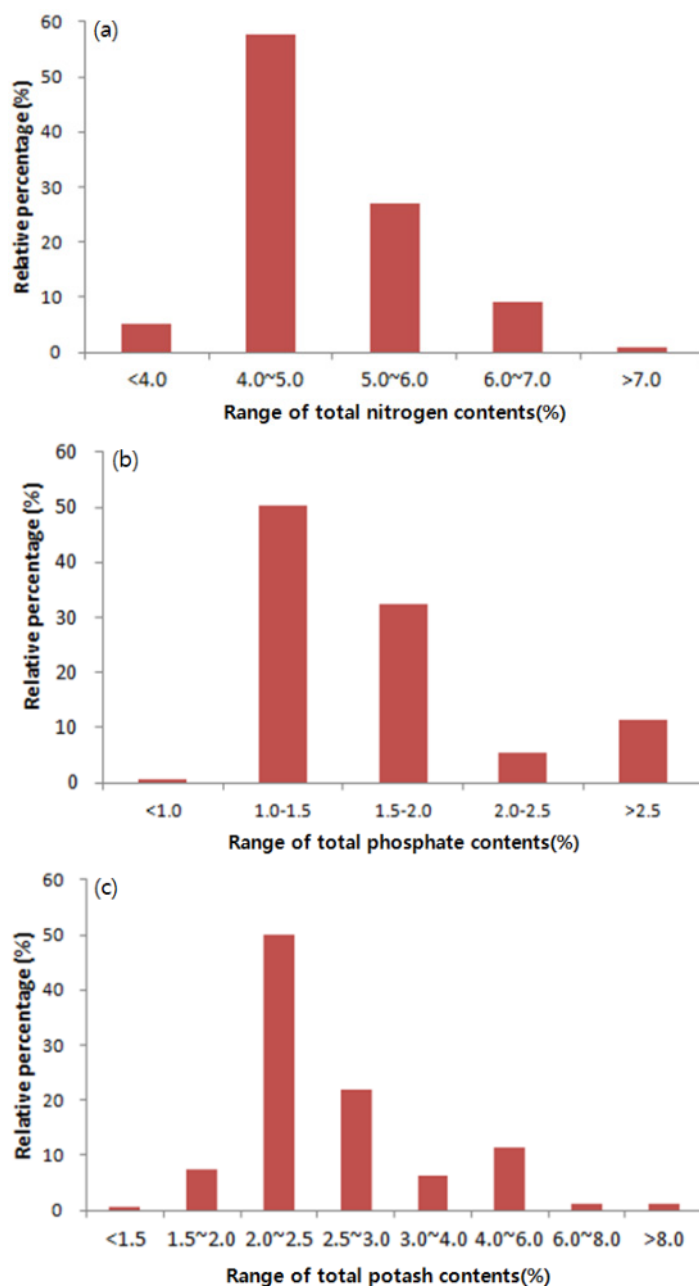 (a)
Relative percentage (%)
60
50
40
30
20
10
0
<4.0 4.0~5.0 5.0~6.0 6.0~7.0 >7.0
Range of total nitrogen contents(%)
(b)
Relative percentage (%)
60
50
40
30
20
10
0
<1.0 1.0-1.5 1.5-2.0 2.0-2.5 >2.5
Range of total phosphate contents(%)
(c)
Relative percentage (%)
60
50
40
30
20
10
0
<1.5 1.5~2.0 2.0~2.5 2.5~3.0 3.0~4.0 4.0~6.0 6.0~8.0 >8.0
Range of total potash contents(%)